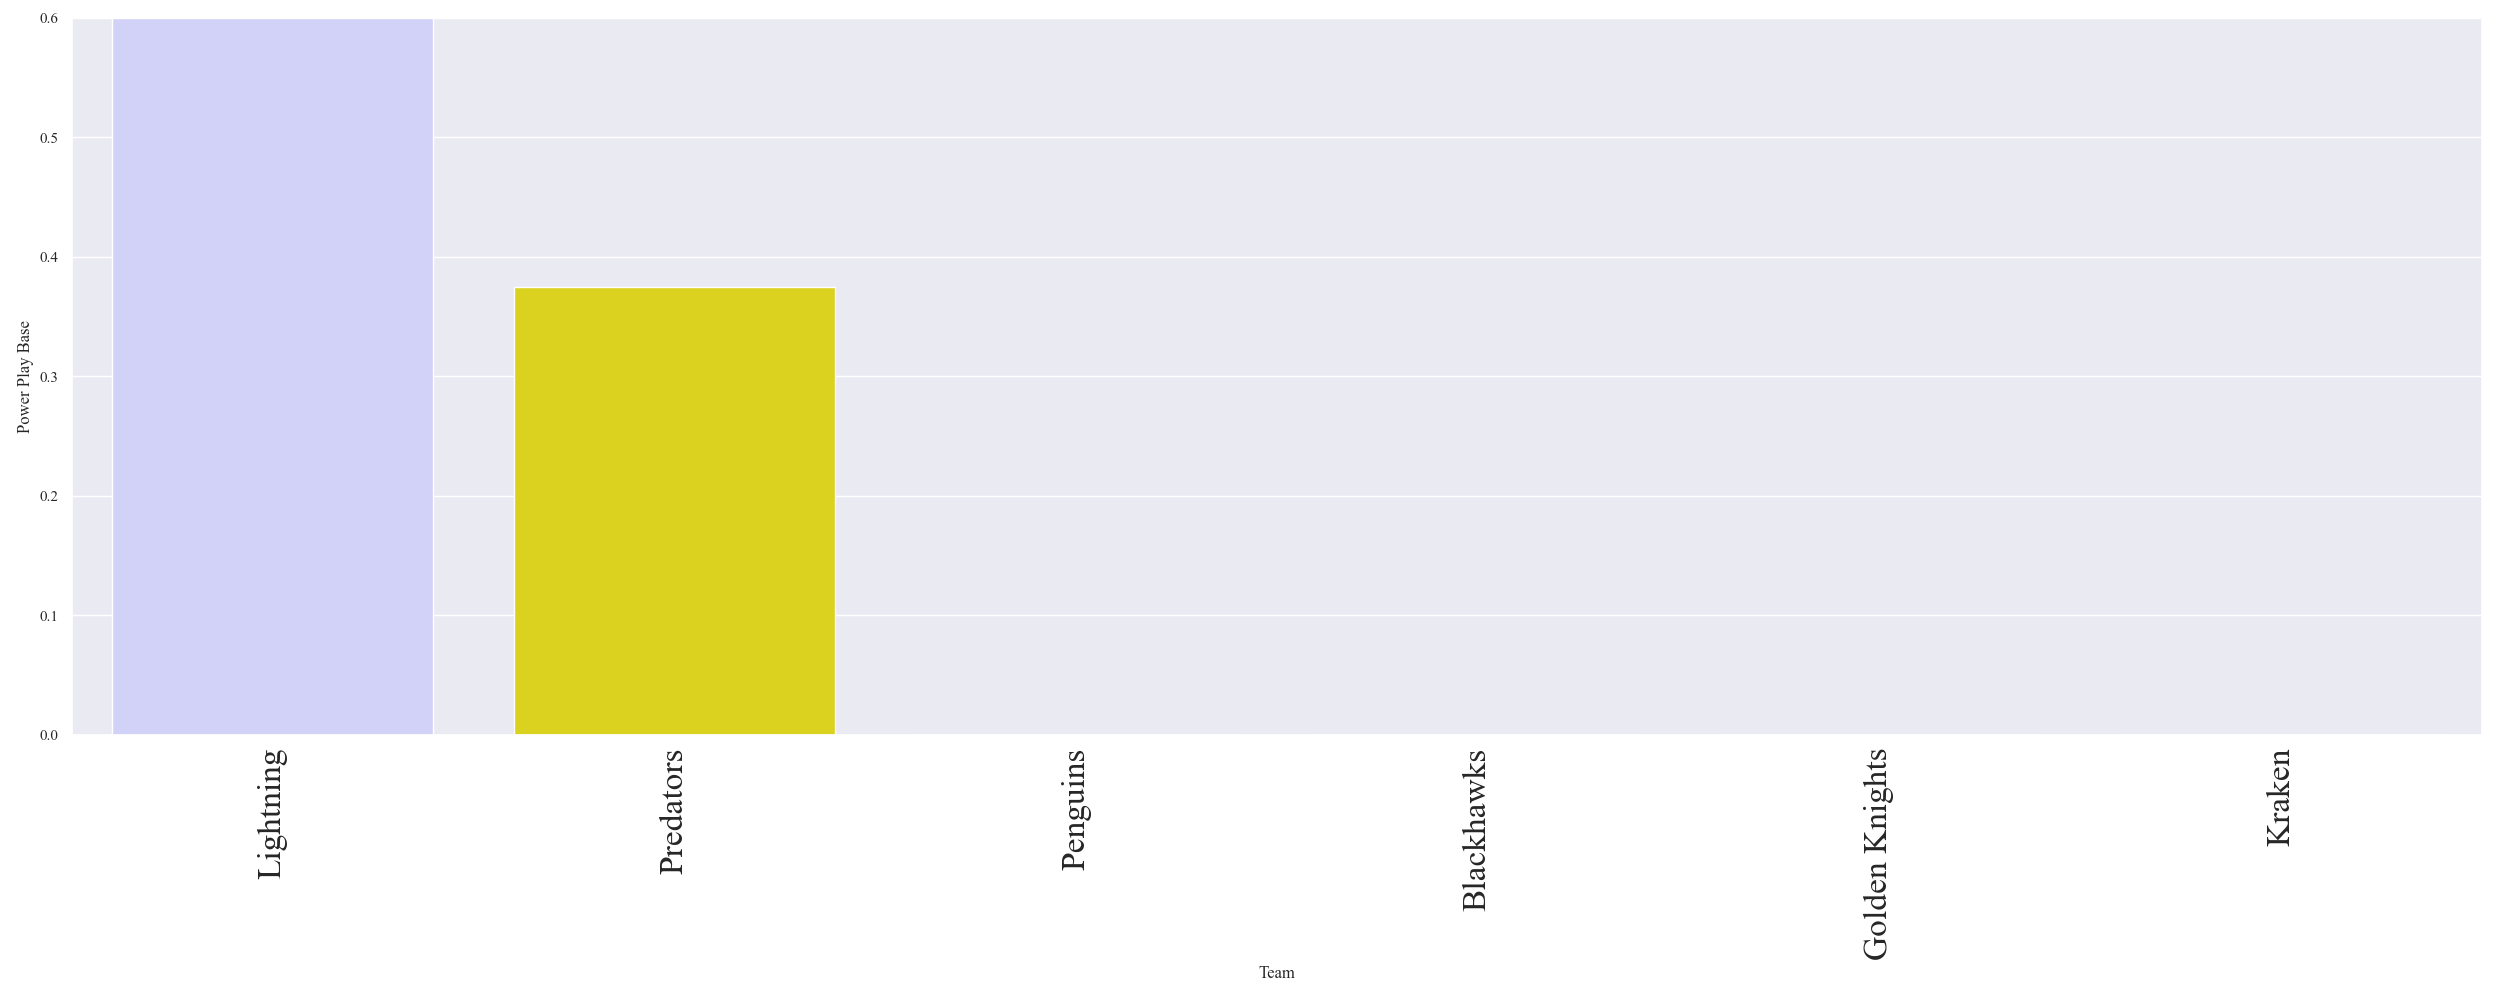 0.6
0.5
0.4
0.3
0.2
0.1
0.0
Power Play Base
Lightning
Predators
Penguins
Blackhawks
Golden Knights
Kraken
Team